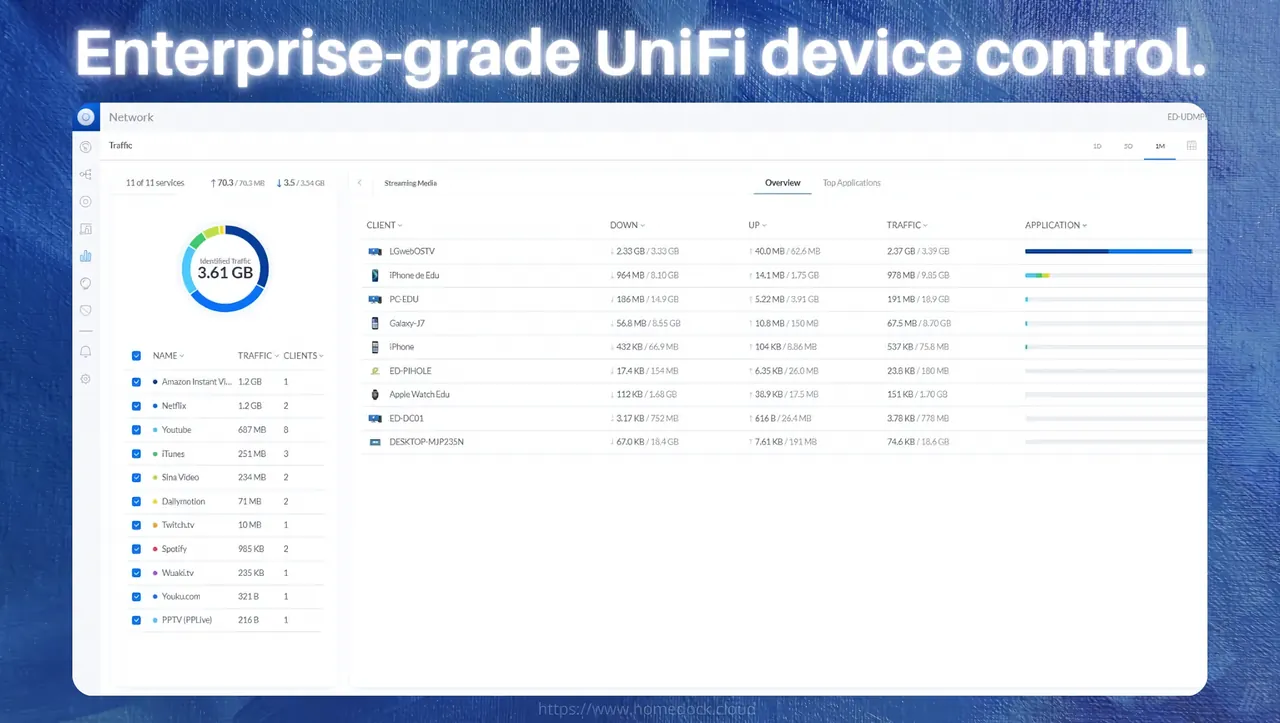 Enterprise-grade UniFi device control.
Network
ED-UDMP
Traffic
1D 5D 1M
11 of 11 services ↑ 70.3 / 70.3 MB ↓ 3.5 / 3.54 GB
Streaming Media
Overview Top Applications
Identified Traffic
3.61 GB
CLIENT DOWN UP TRAFFIC APPLICATION
LGwebOSTV ↓ 2.33 GB / 3.33 GB ↑ 40.0 MB / 62.6 MB 2.37 GB / 3.39 GB
iPhone de Edu ↓ 964 MB / 8.10 GB ↑ 14.1 MB / 1.75 GB 978 MB / 9.85 GB
PC-EDU ↓ 186 MB / 14.9 GB ↑ 5.22 MB / 3.91 GB 191 MB / 18.9 GB
Galaxy-J7 ↓ 56.8 MB / 8.55 GB ↑ 10.8 MB / 150 MB 67.5 MB / 8.70 GB
iPhone ↓ 432 KB / 66.9 MB ↑ 104 KB / 8.86 MB 537 KB / 75.8 MB
ED-PIHOLE ↓ 17.4 KB / 154 MB ↑ 6.35 KB / 26.0 MB 23.8 KB / 180 MB
Apple Watch Edu ↓ 112 KB / 1.68 GB ↑ 38.9 KB / 17.5 MB 151 KB / 1.70 GB
ED-DC01 ↓ 3.17 KB / 752 MB ↑ 616 B / 26.4 MB 3.78 KB / 778 MB
DESKTOP-MJP235N ↓ 67.0 KB / 18.4 GB ↑ 7.61 KB / 191 MB 74.6 KB / 18.6 GB
NAME TRAFFIC CLIENTS
Amazon Instant Vi... 1.2 GB 1
Netflix 1.2 GB 2
Youtube 687 MB 8
iTunes 251 MB 3
Sina Video 234 MB 2
Dailymotion 71 MB 2
Twitch.tv 10 MB 1
Spotify 985 KB 2
Wuaki.tv 235 KB 1
Youku.com 321 B 1
PPTV (PPLive) 216 B 1
https://www.homedock.cloud